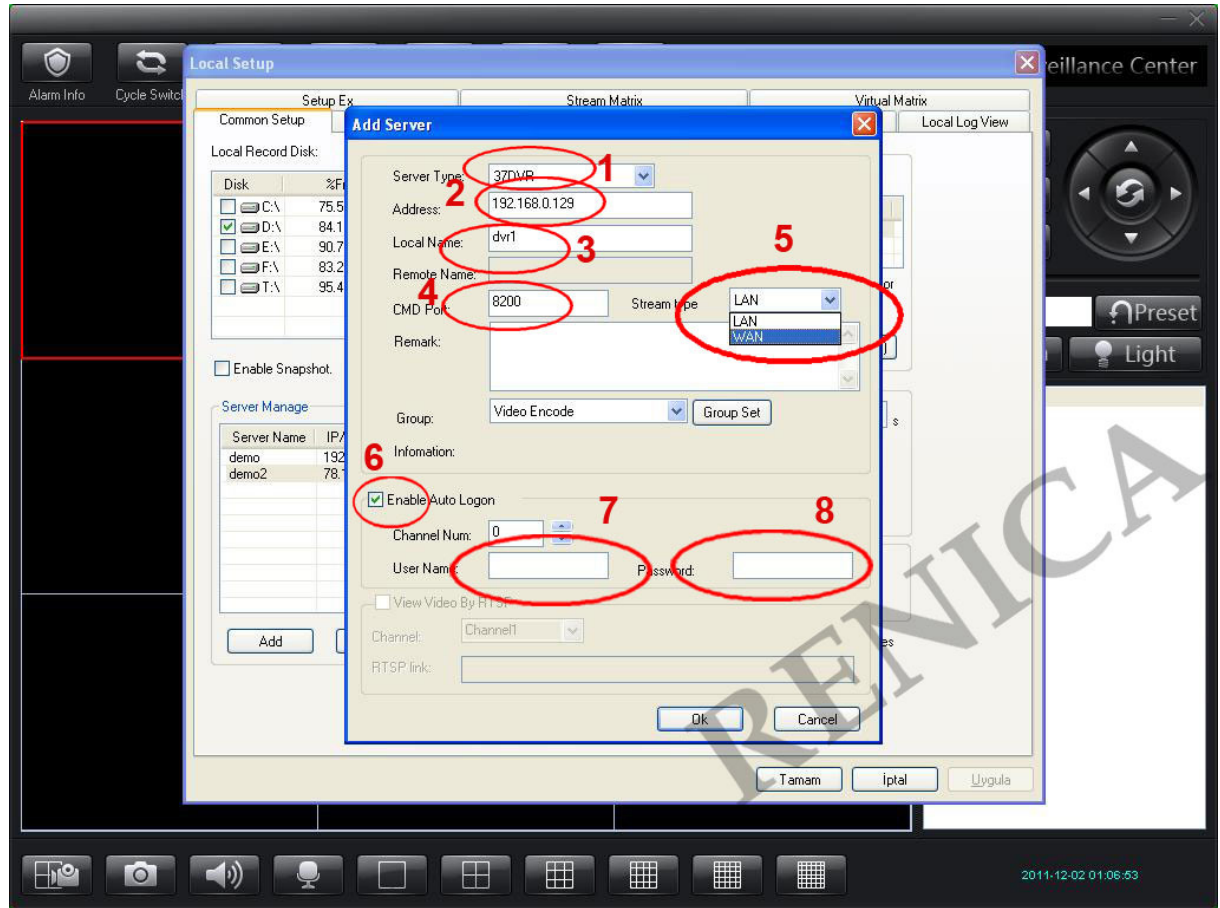 Alarm Info
Cycle Switch
eillance Center
Local Setup
Setup Ex
Stream Matrix
Virtual Matrix
Common Setup
Local Log View
Local Record Disk:
Disk
C:\ 75.5
D:\ 84.1
E:\ 90.7
F:\ 83.2
T:\ 95.4
Enable Snapshot.
Server Manage
Server Name IP/
demo 192
demo2 78.1
Add
Add Server
Server Type: 37DVR 1
2 Address: 192.168.0.129
Local Name: dvr1 3
Remote Name:
4 CMD Port: 8200
5 Stream type LAN
LAN
WAN
Remark:
Group: Video Encode Group Set
s
Infomation:
6 Enable Auto Logon
Channel Num: 0
7 User Name:
8 Password:
View Video By RTSP
Channel: Channel1
RTSP link:
es
Ok Cancel
Tamam İptal Uygula
Preset
Light
RENICA
2011-12-02 01:06:53